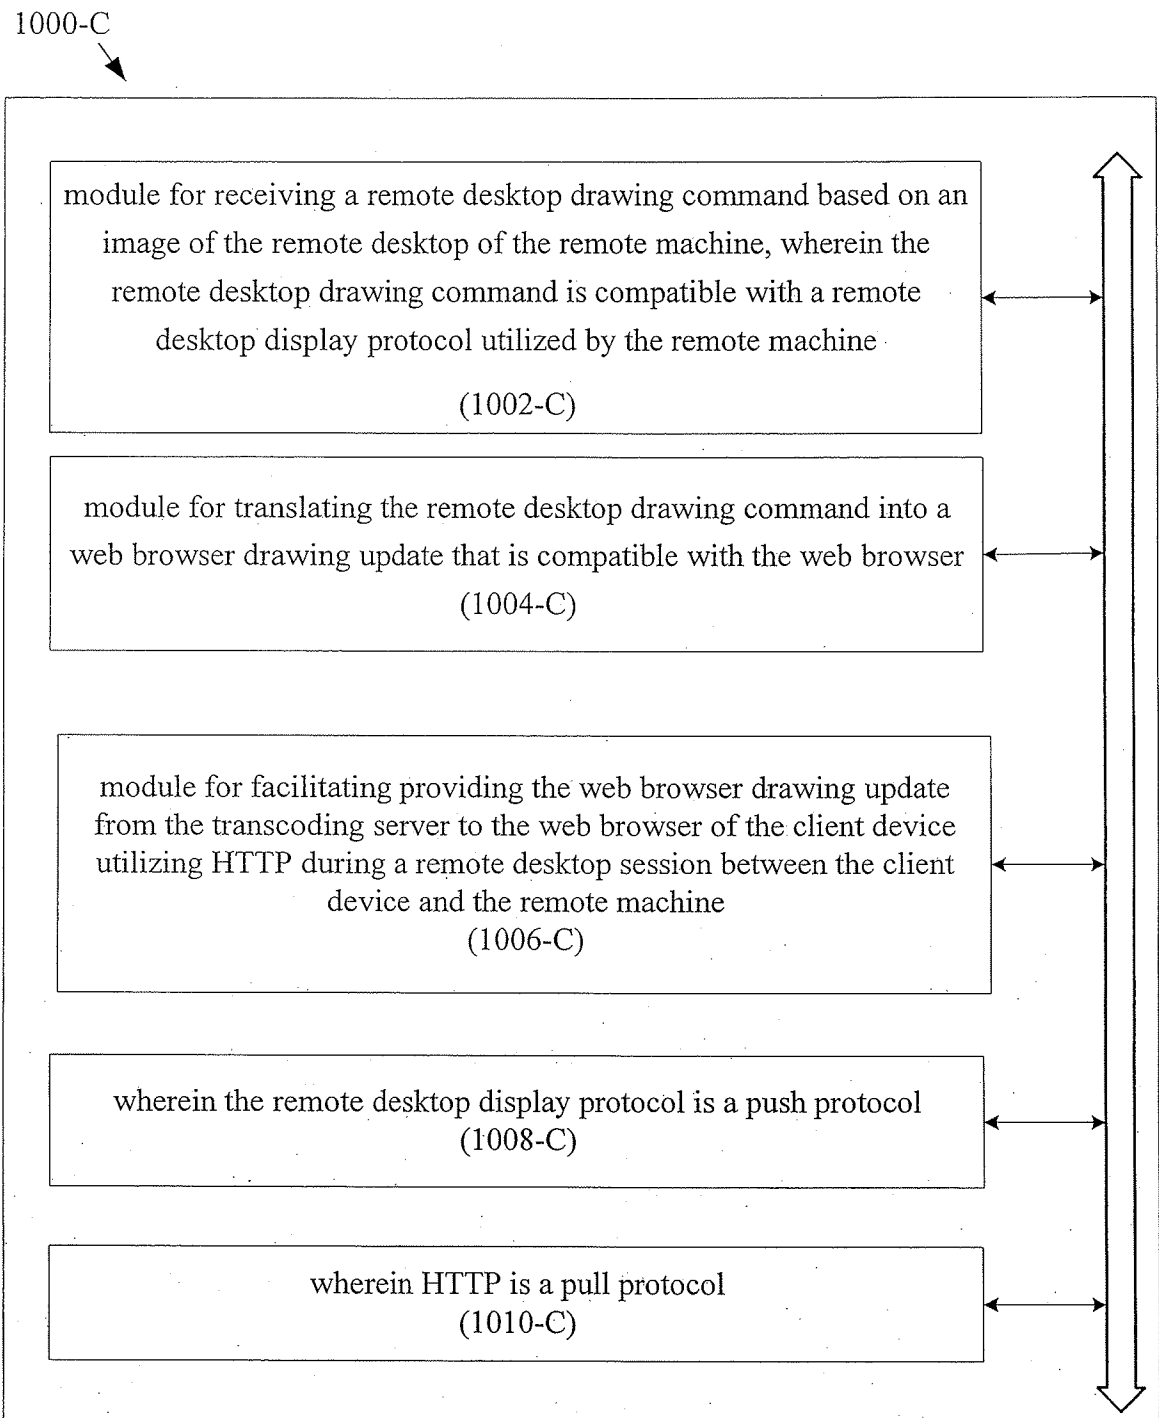 1000-C
module for receiving a remote desktop drawing command based on an
image of the remote desktop of the remote machine, wherein the
remote desktop drawing command is compatible with a remote
desktop display protocol utilized by the remote machine
(1002-C)
module for translating the remote desktop drawing command into a
web browser drawing update that is compatible with the web browser
(1004-C)
module for facilitating providing the web browser drawing update
from the transcoding server to the web browser of the client device
utilizing HTTP during a remote desktop session between the client
device and the remote machine
(1006-C)
wherein the remote desktop display protocol is a push protocol
(1008-C)
wherein HTTP is a pull protocol
(1010-C)